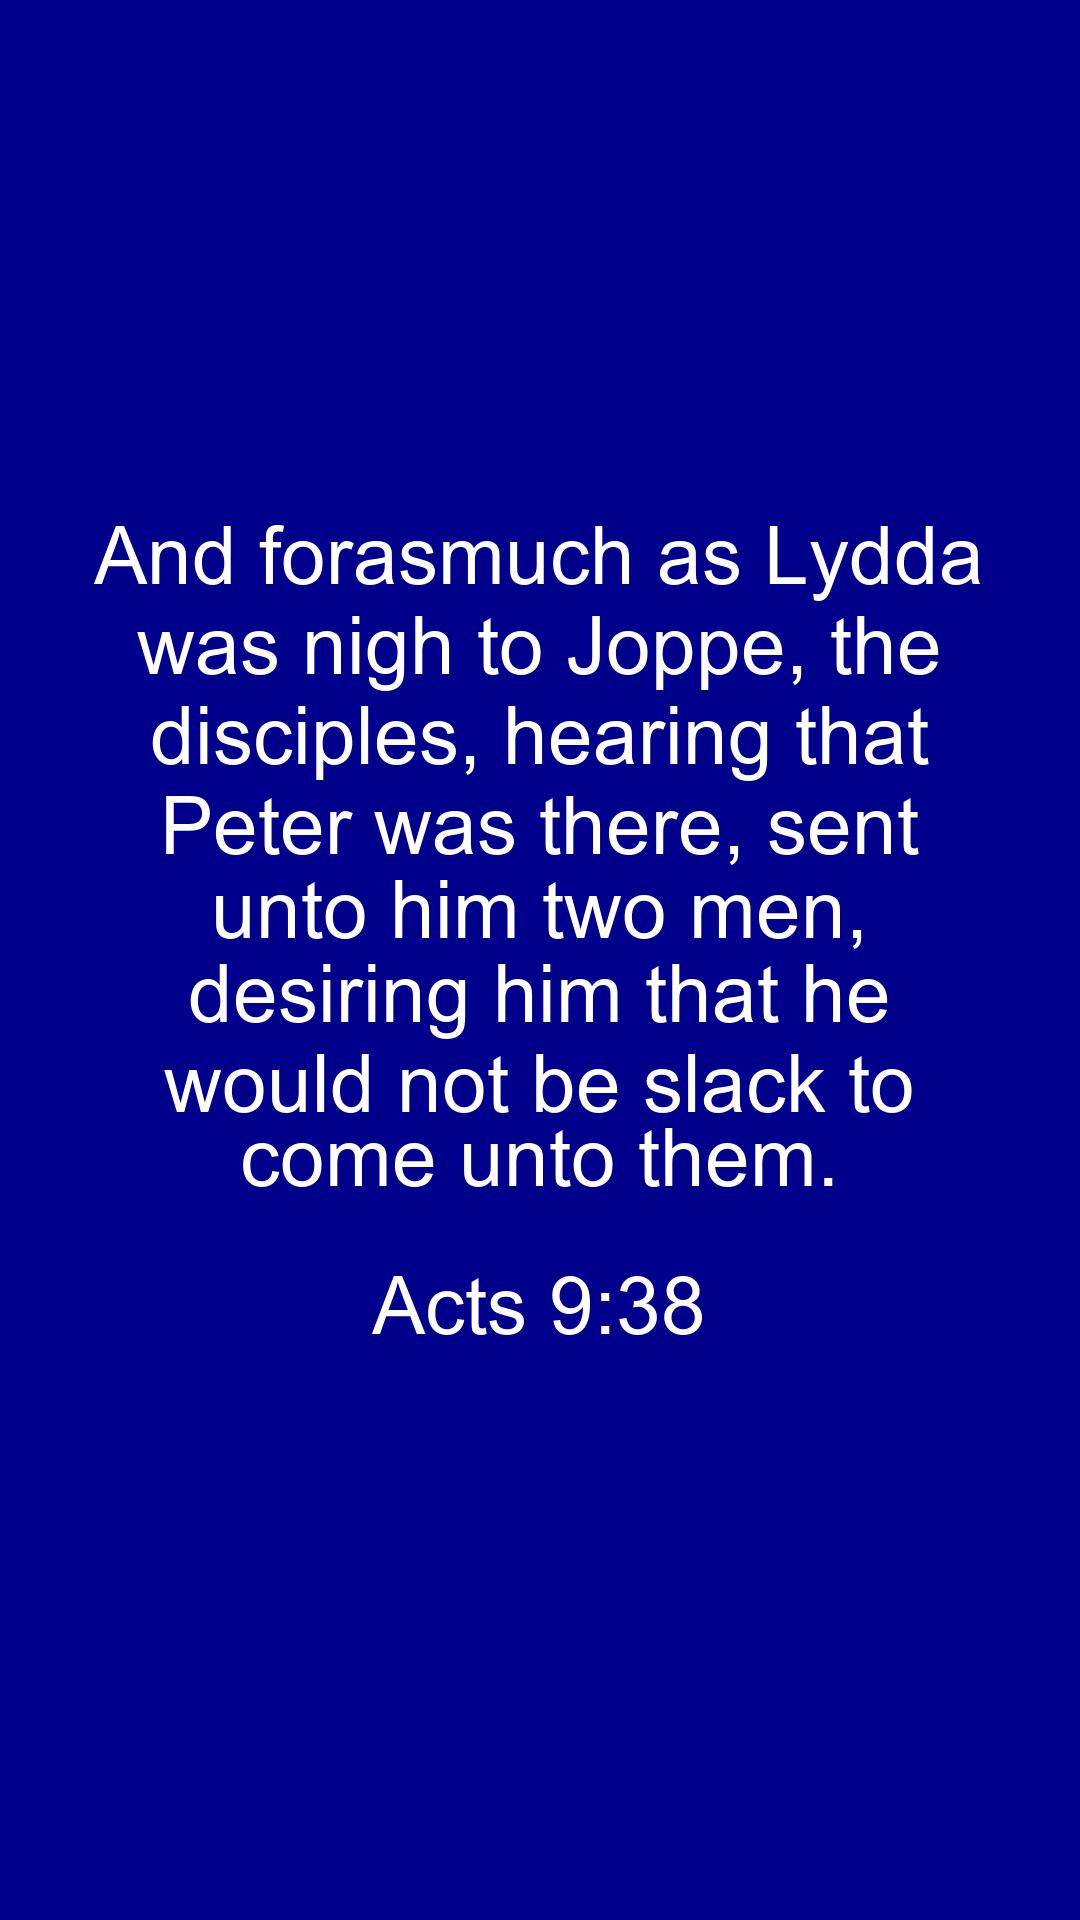 And forasmuch as Lydda
was nigh to Joppe, the
disciples, hearing that
Peter was there, sent
unto him two men,
desiring him that he
would not be slack to
come unto them.
Acts 9:38